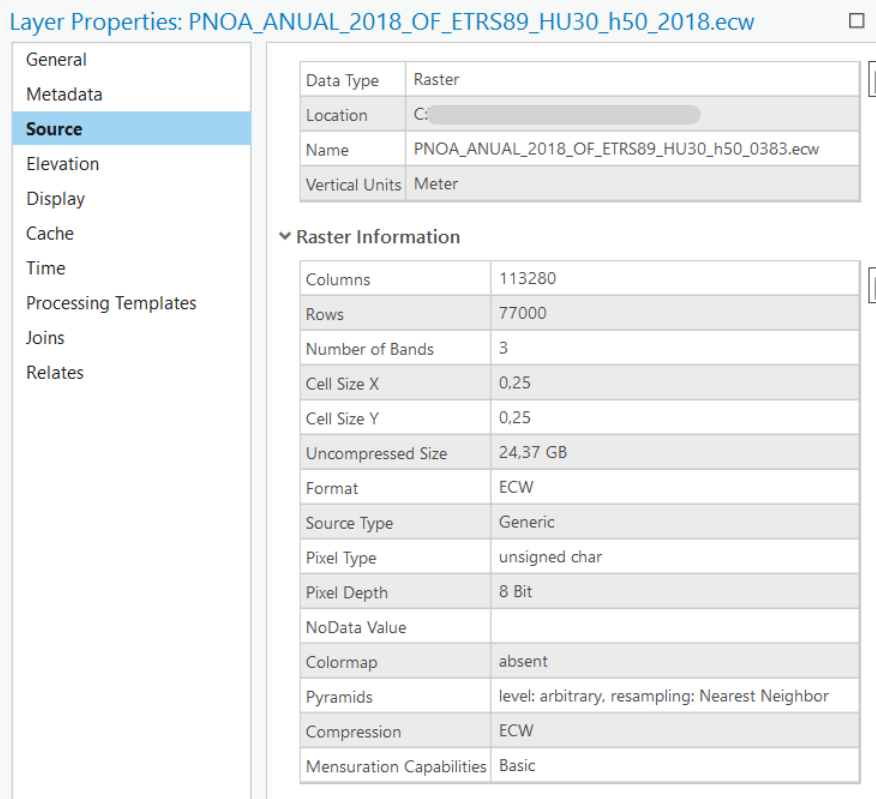 Layer Properties: PNOA_ANUAL_2018_OF_ETRS89_HU30_h50_2018.ecw
General
Metadata
Source
Elevation
Display
Cache
Time
Processing Templates
Joins
Relates
Data Type Raster
Location C:
Name PNOA_ANUAL_2018_OF_ETRS89_HU30_h50_0383.ecw
Vertical Units Meter
Raster Information
Columns 113280
Rows 77000
Number of Bands 3
Cell Size X 0,25
Cell Size Y 0,25
Uncompressed Size 24,37 GB
Format ECW
Source Type Generic
Pixel Type unsigned char
Pixel Depth 8 Bit
NoData Value
Colormap absent
Pyramids level: arbitrary, resampling: Nearest Neighbor
Compression ECW
Mensuration Capabilities Basic